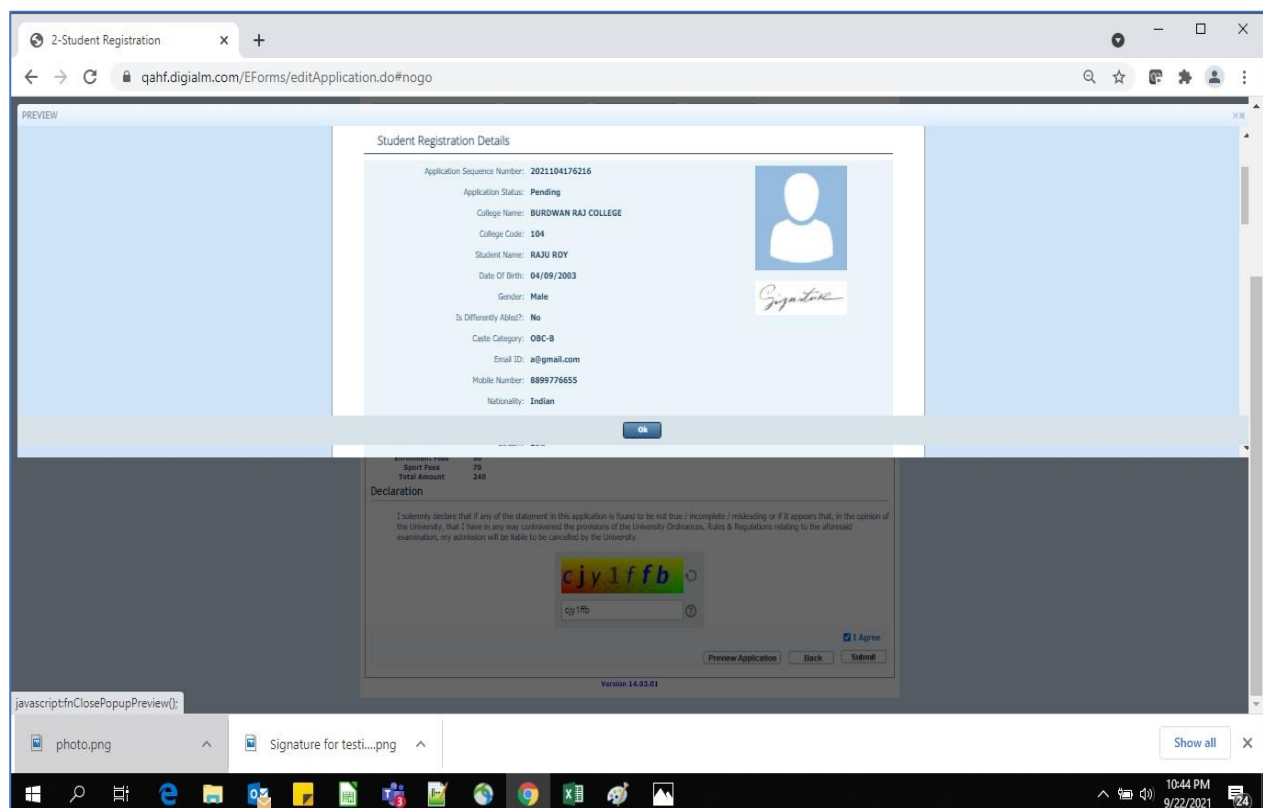 2-Student Registration
qahf.digialm.com/EForms/editApplication.do#nogo
PREVIEW
Student Registration Details
Application Sequence Number: 2021104176216
Application Status: Pending
College Name: BURDWAN RAJ COLLEGE
College Code: 104
Student Name: RAJU ROY
Date Of Birth: 04/09/2003
Gender: Male
Is Differently Abled?: No
Caste Category: OBC-B
Email ID: a@gmail.com
Mobile Number: 8899776655
Nationality: Indian
Signature
Ok
Sport Fees 70
Total Amount 240
Declaration
I solemnly declare that if any of the statement in this application is found to be not true / incomplete / misleading or if it appears that, in the opinion of
the University, that I have in any way contravened the provisions of the University Ordinances, Rules & Regulations relating to the aforesaid
examination, my admission will be liable to be cancelled by the University.
cjy1ffb
cjy1ffb
I Agree
Preview Application Back Submit
Version 14.03.01
javascript:fnClosePopupPreview();
photo.png
Signature for testi....png
Show all
10:44 PM
9/22/2021
24